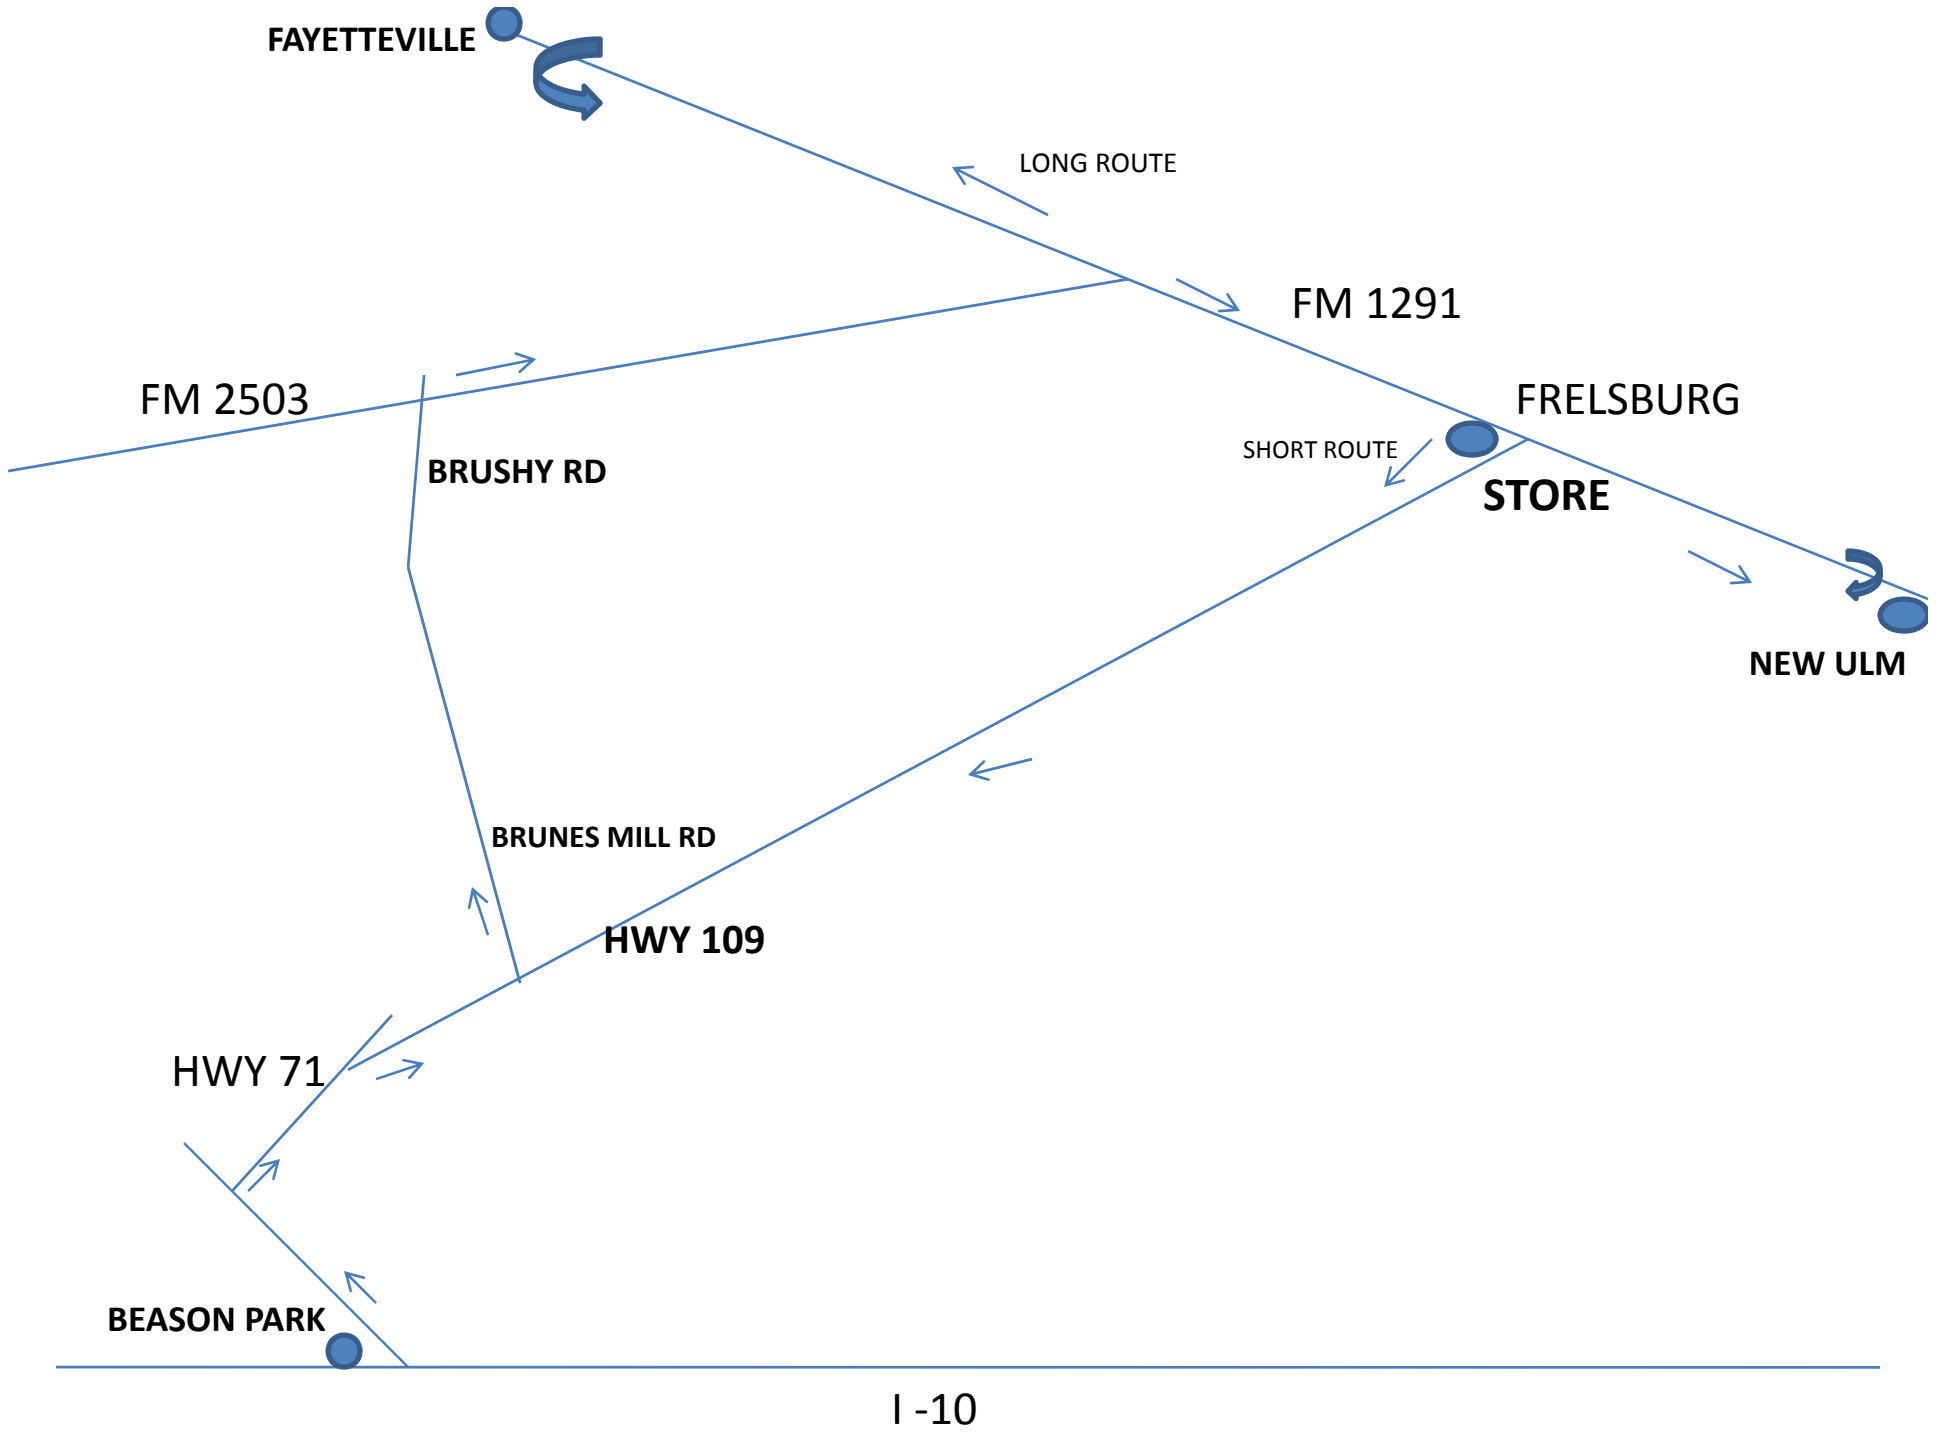 FAYETTEVILLE
LONG ROUTE
FM 1291
FM 2503
FRELSBURG
SHORT ROUTE
BRUSHY RD
STORE
NEW ULM
BRUNES MILL RD
HWY 109
HWY 71
BEASON PARK
I -10